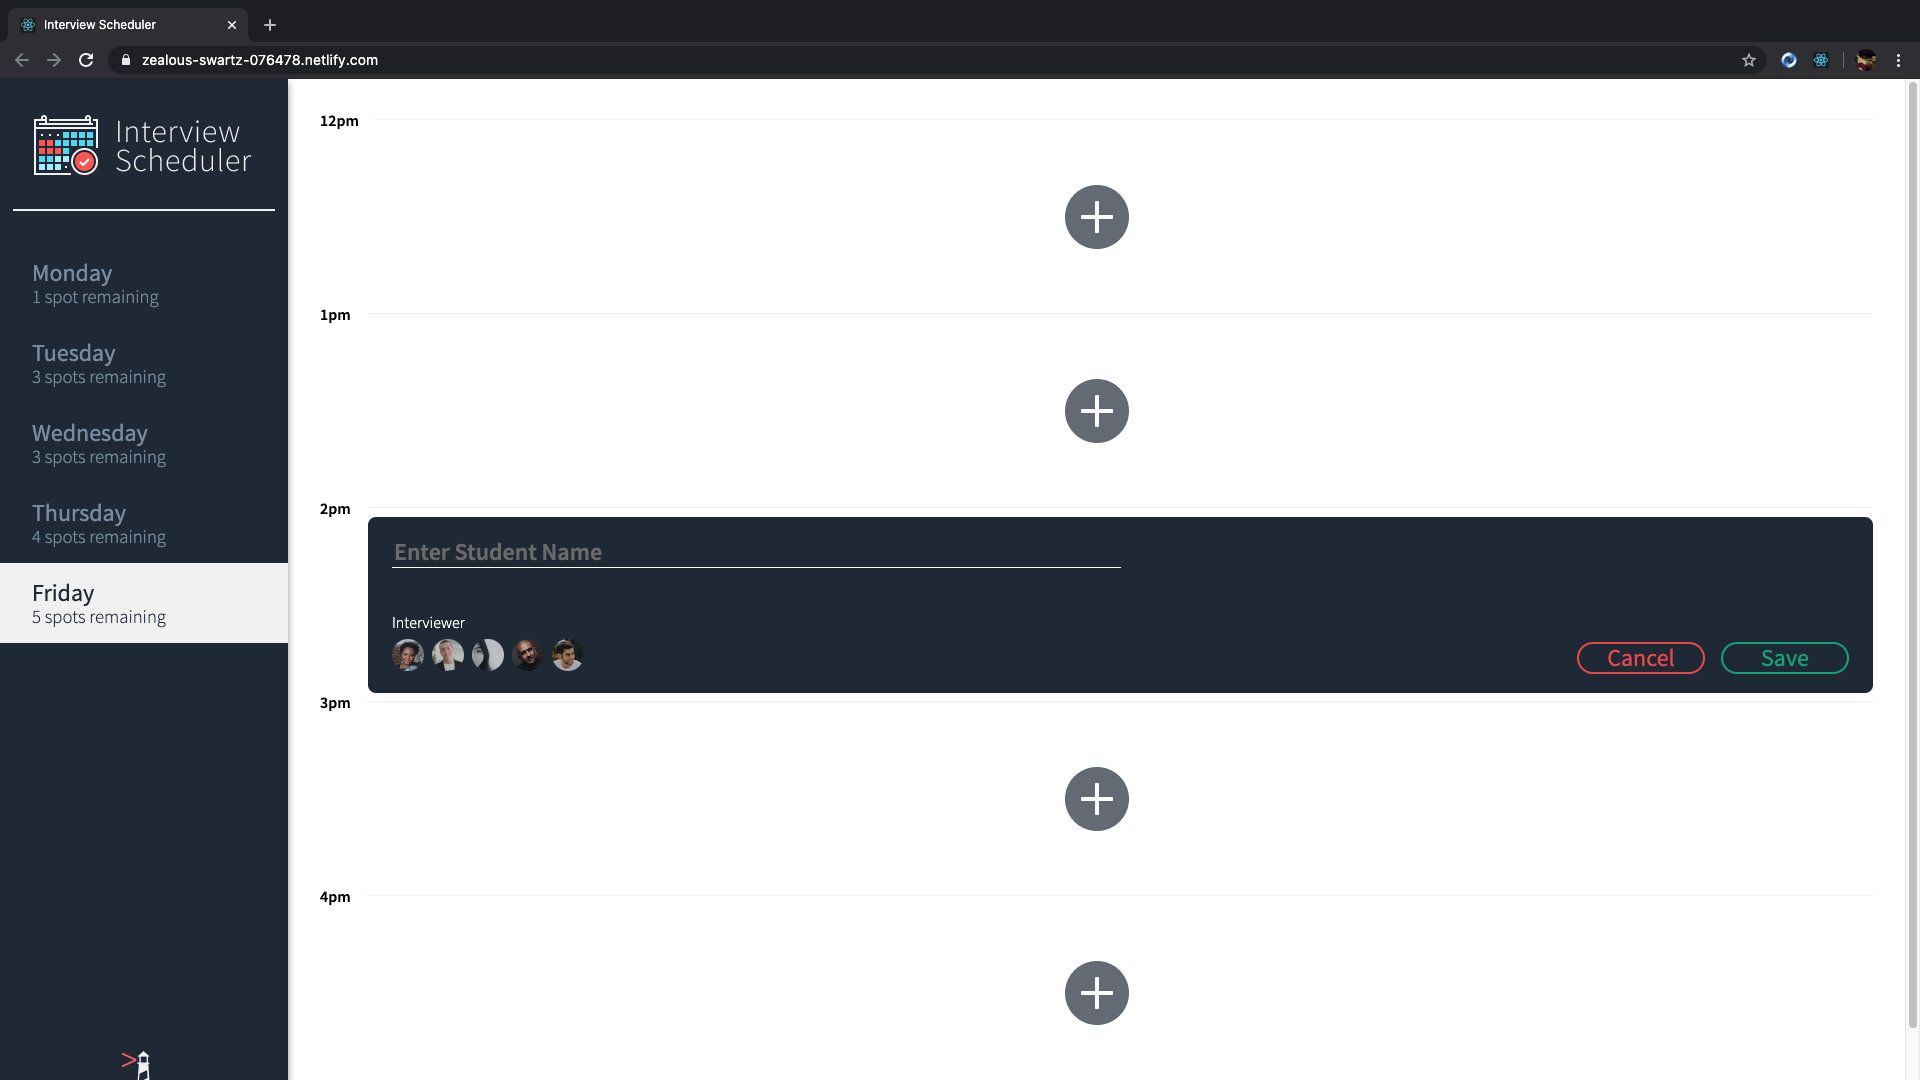 Interview Scheduler
zealous-swartz-076478.netlify.com
Interview
Scheduler
Monday
1 spot remaining
Tuesday
3 spots remaining
Wednesday
3 spots remaining
Thursday
4 spots remaining
Friday
5 spots remaining
12pm
1pm
2pm
Enter Student Name
Interviewer
Cancel
Save
3pm
4pm